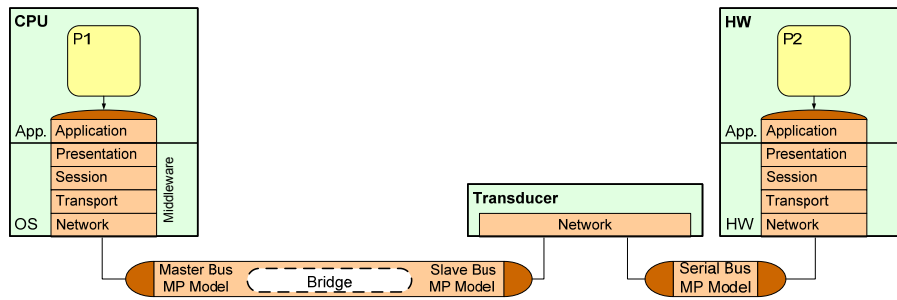 CPU
P1
App.
Application
Presentation
Session
Transport
Network
OS
Middleware
Transducer
Network
HW
P2
App.
Application
Presentation
Session
Transport
Network
HW
Master Bus
MP Model
Bridge
Slave Bus
MP Model
Serial Bus
MP Model